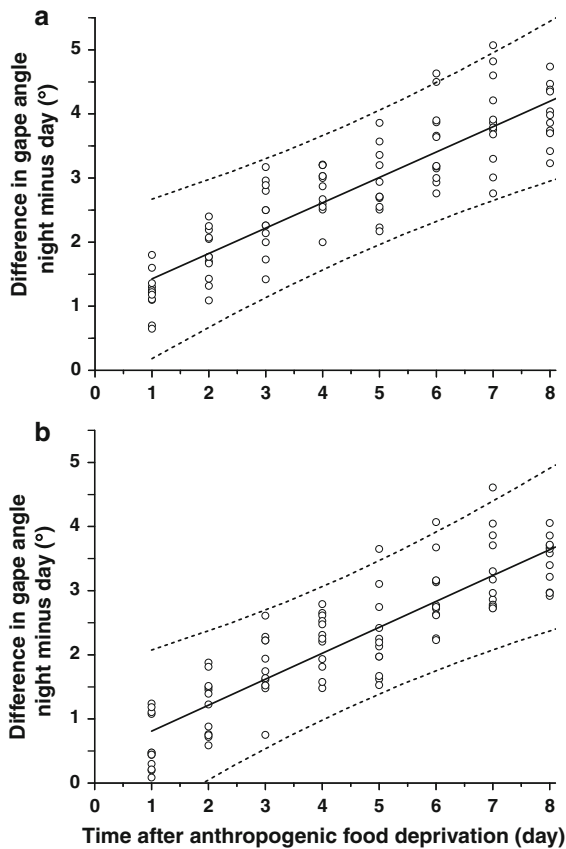 a
Difference in gape angle
night minus day (°)
5
4
3
2
1
0
0 1 2 3 4 5 6 7 8
b
Difference in gape angle
night minus day (°)
5
4
3
2
1
0
0 1 2 3 4 5 6 7 8
Time after anthropogenic food deprivation (day)